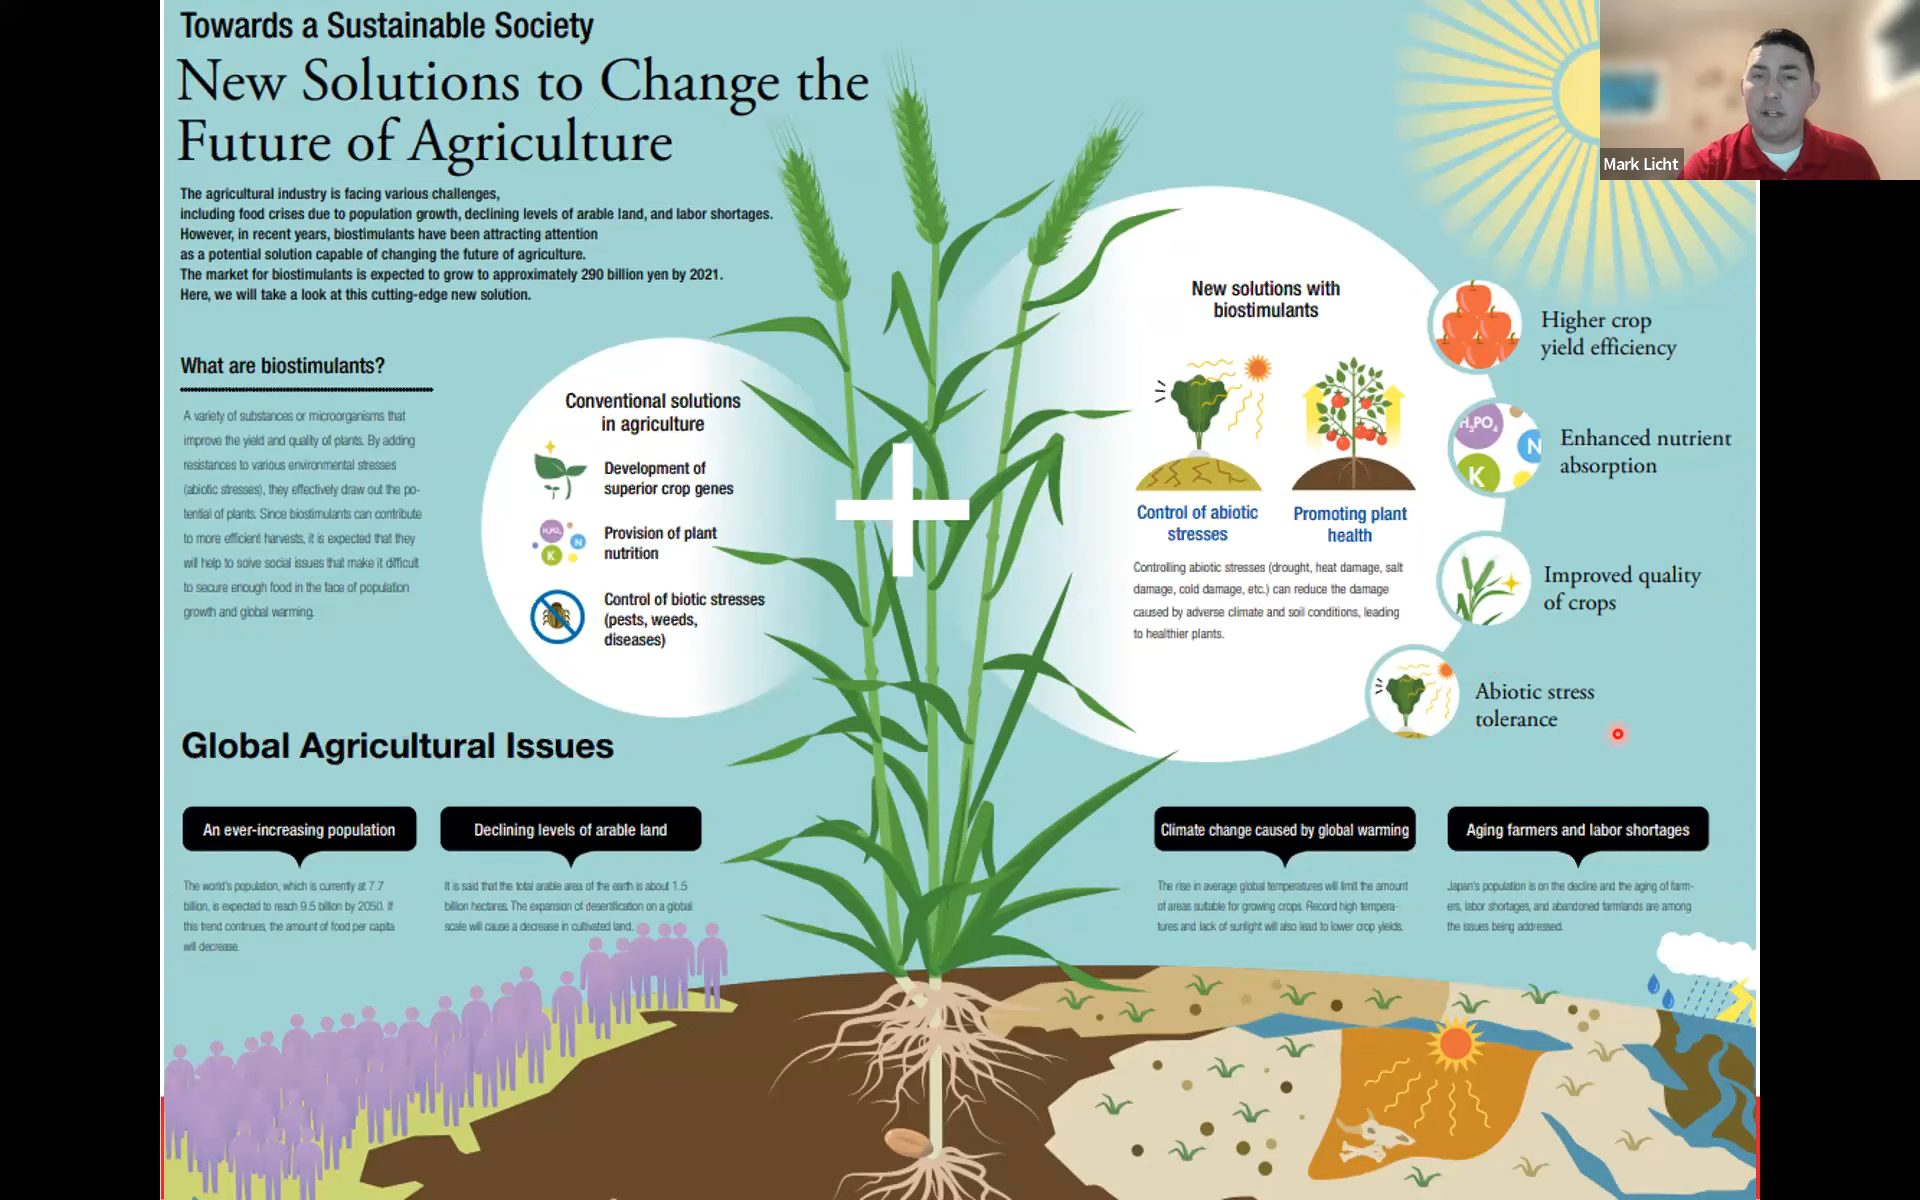 Towards a Sustainable Society
New Solutions to Change the
Future of Agriculture
The agricultural industry is facing various challenges,
including food crises due to population growth, declining levels of arable land, and labor shortages.
However, in recent years, biostimulants have been attracting attention
as a potential solution capable of changing the future of agriculture.
The market for biostimulants is expected to grow to approximately 290 billion yen by 2021.
Here, we will take a look at this cutting-edge new solution.
Mark Licht
What are biostimulants?
A variety of substances or microorganisms that
improve the yield and quality of plants. By adding
resistances to various environmental stresses
(abiotic stresses), they effectively draw out the po-
tential of plants. Since biostimulants can contribute
to more efficient harvests, it is expected that they
will help to solve social issues that make it difficult
to secure enough food in the face of population
growth and global warming.
Conventional solutions
in agriculture
Development of
superior crop genes
H3PO4
N
K
Provision of plant
nutrition
Control of biotic stresses
(pests, weeds,
diseases)
New solutions with
biostimulants
Control of abiotic
stresses
Promoting plant
health
Controlling abiotic stresses (drought, heat damage, salt
damage, cold damage, etc.) can reduce the damage
caused by adverse climate and soil conditions, leading
to healthier plants.
Higher crop
yield efficiency
H3PO4
N
K
Enhanced nutrient
absorption
Improved quality
of crops
Abiotic stress
tolerance
Global Agricultural Issues
An ever-increasing population
The world's population, which is currently at 7.7
billion, is expected to reach 9.5 billion by 2050. If
this trend continues, the amount of food per capita
will decrease.
Declining levels of arable land
It is said that the total arable area of the earth is about 1.5
billion hectares. The expansion of desertification on a global
scale will cause a decrease in cultivated land.
Climate change caused by global warming
The rise in average global temperatures will limit the amount
of areas suitable for growing crops. Record high tempera-
tures and lack of sunlight will also lead to lower crop yields.
Aging farmers and labor shortages
Japan's population is on the decline and the aging of farm-
ers, labor shortages, and abandoned farmlands are among
the issues being addressed.